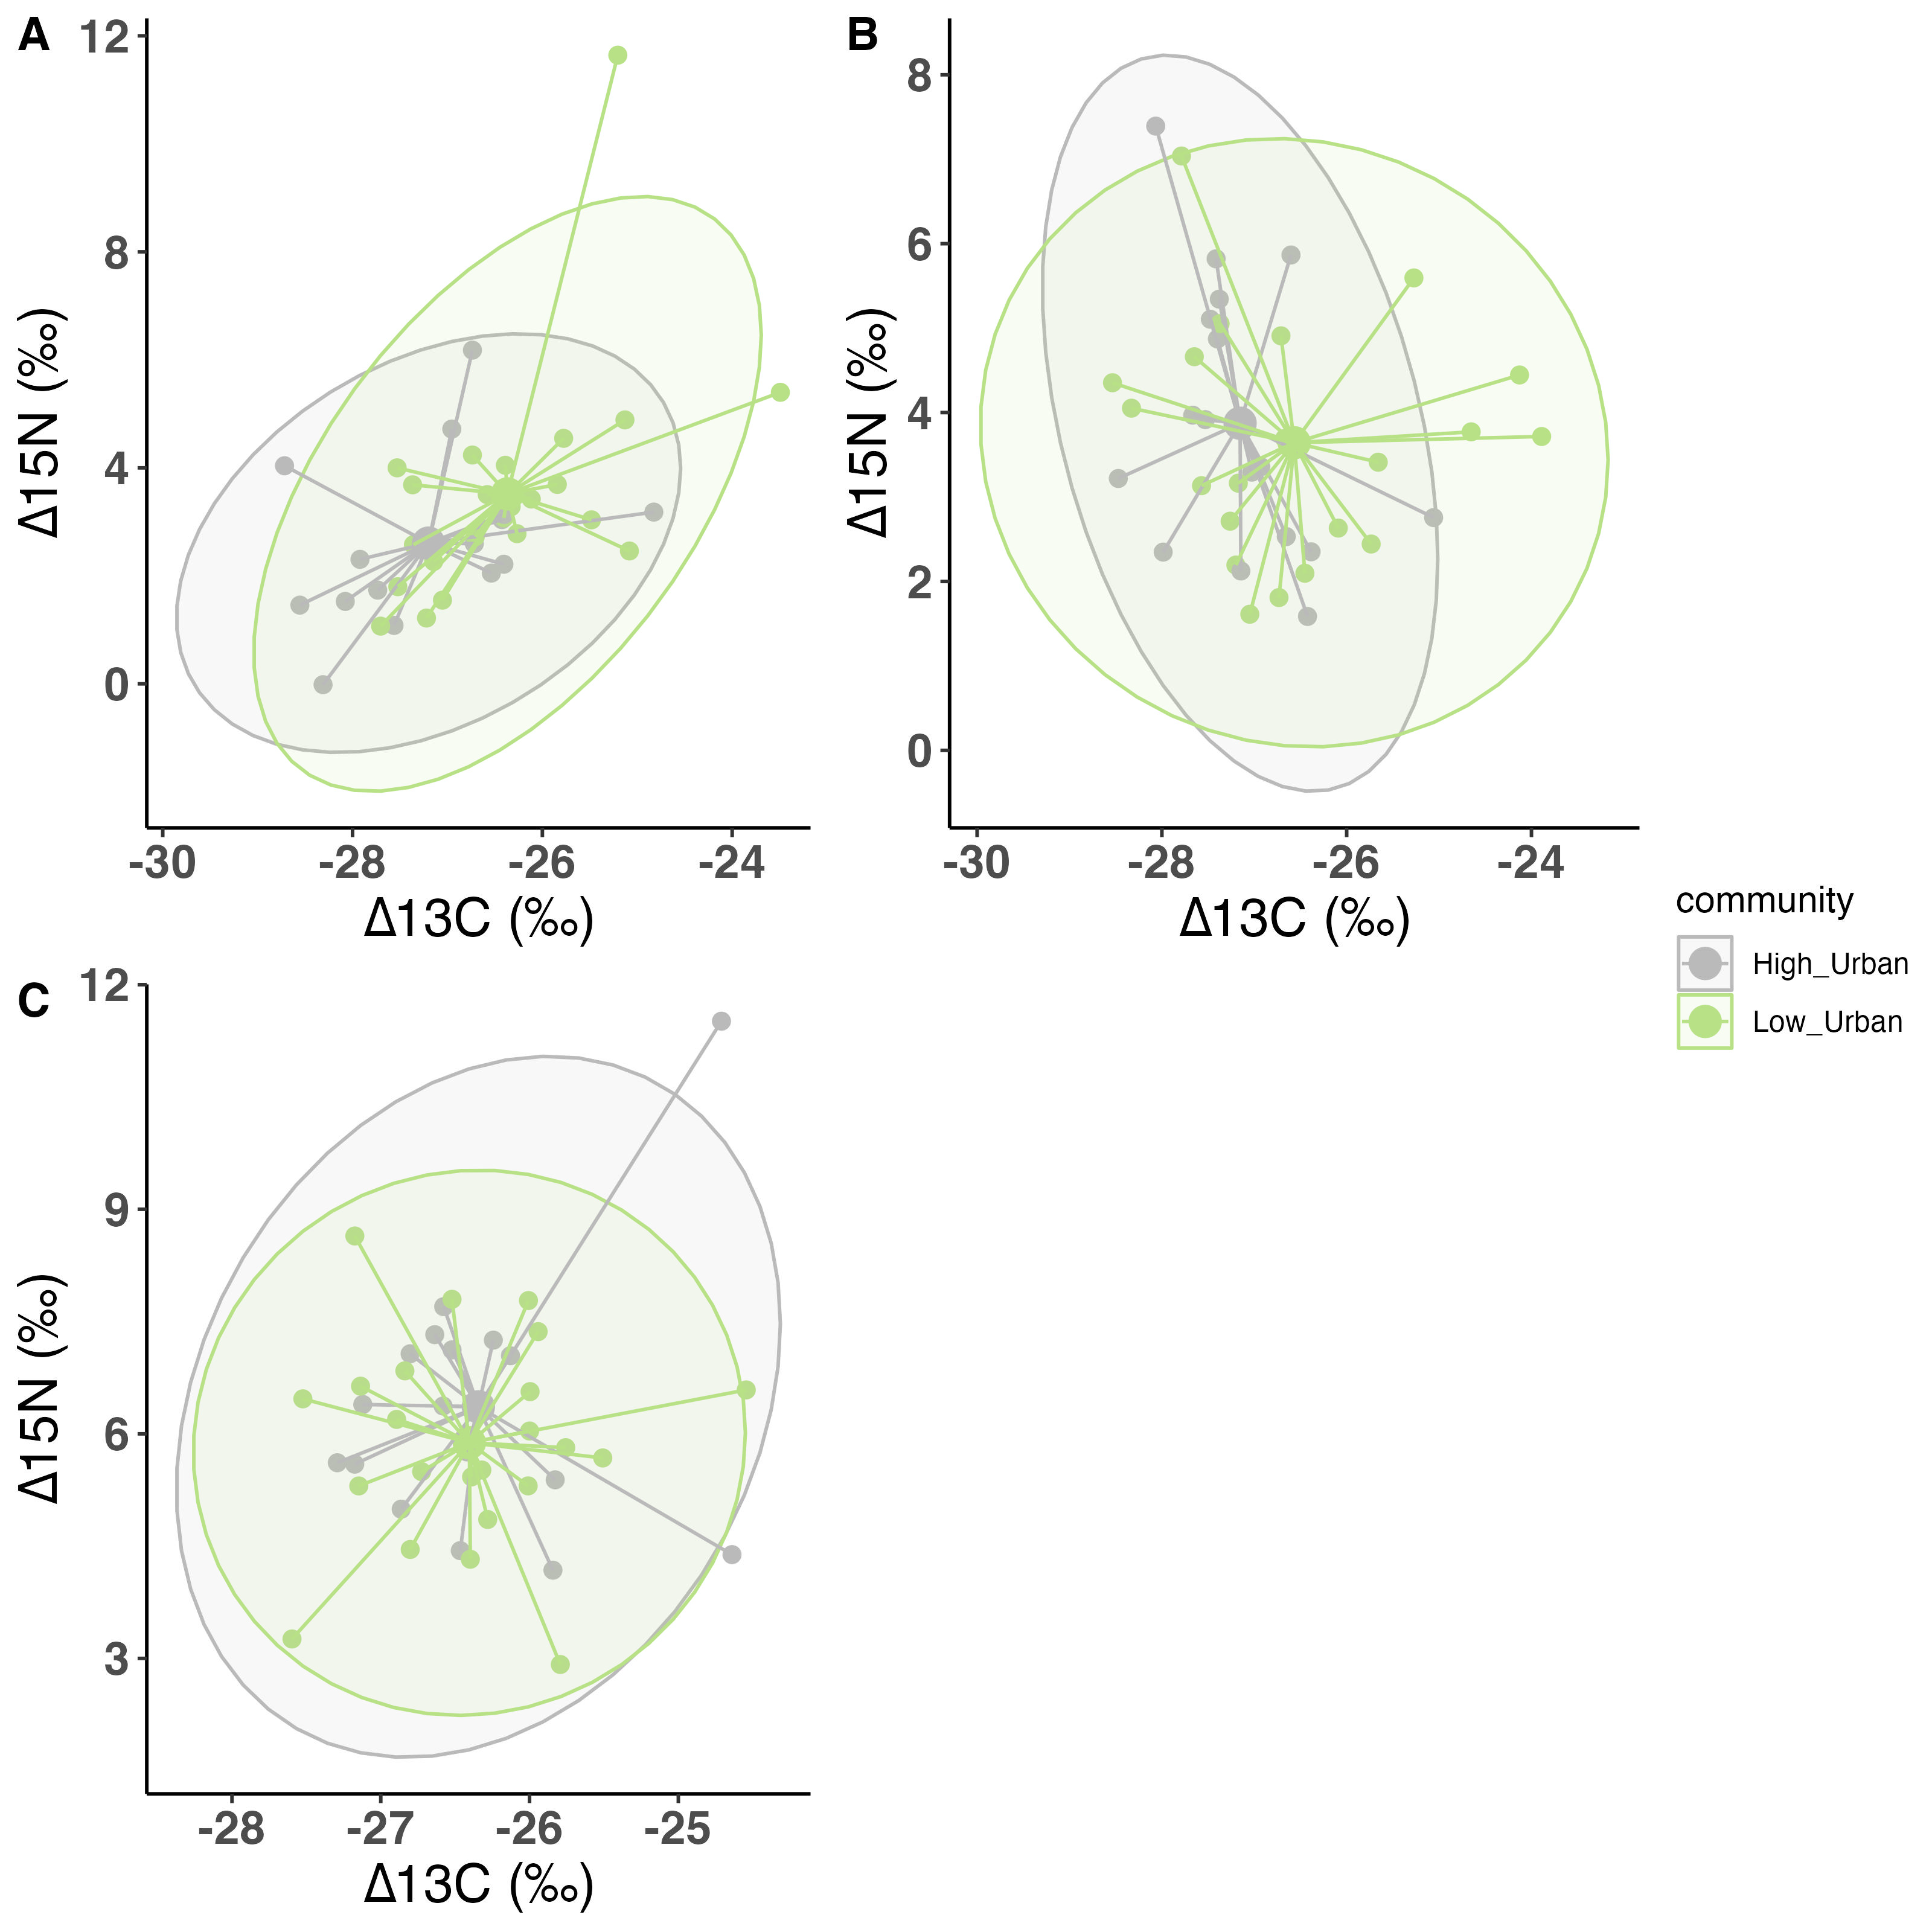 A
12
8
4
0
Δ15N (‰)
-30 -28 -26 -24
Δ13C (‰)
B
8
6
4
2
0
Δ15N (‰)
-30 -28 -26 -24
Δ13C (‰)
community
High_Urban
Low_Urban
C
12
9
6
3
Δ15N (‰)
-28 -27 -26 -25
Δ13C (‰)